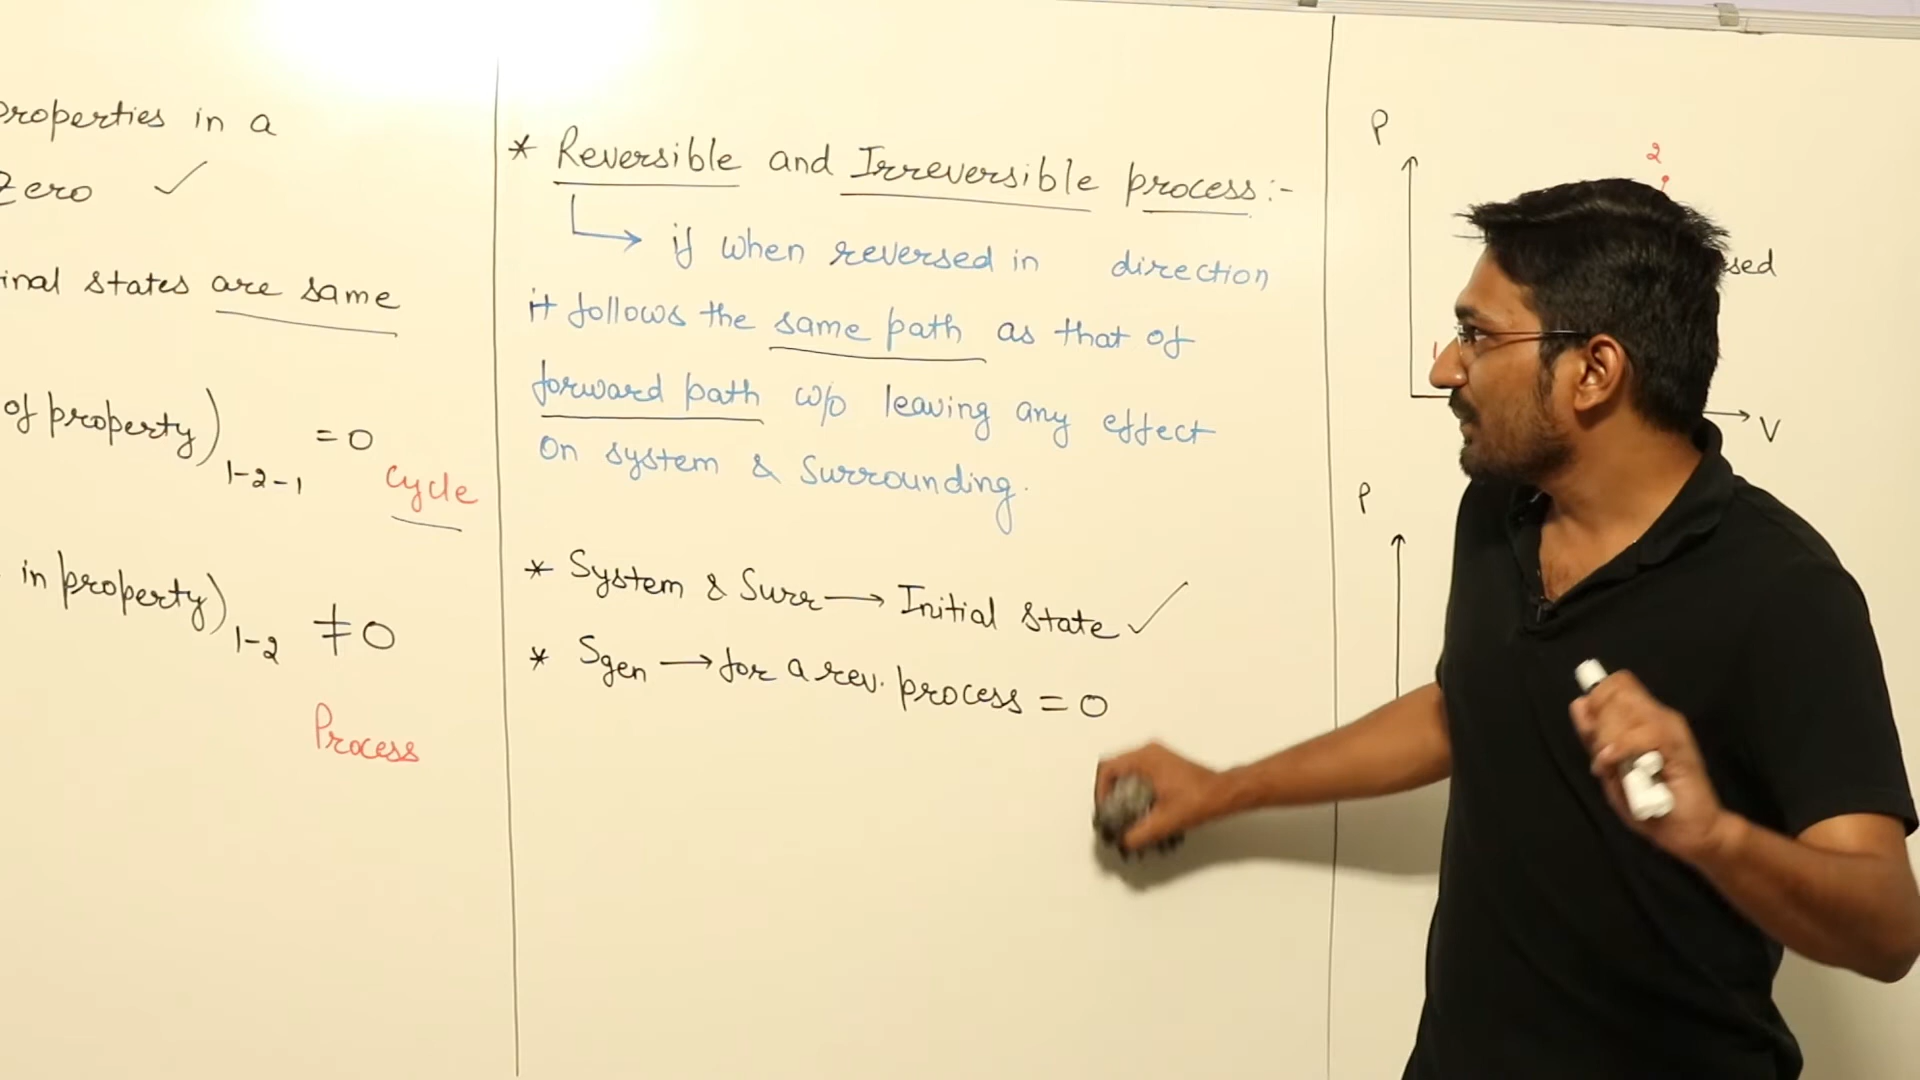 properties in a
Zero ✓
inal states are same
of property)1-2-1 = 0
Cycle
in property)1-2 ≠ 0
Process
* Reversible and Irreversible process:-
if when reversed in direction
it follows the same path as that of
forward path w/o leaving any effect
on system & Surrounding.
* System & Surr → Initial state ✓
* Sgen → for a rev. process = 0
P
2
sed
1
V
P